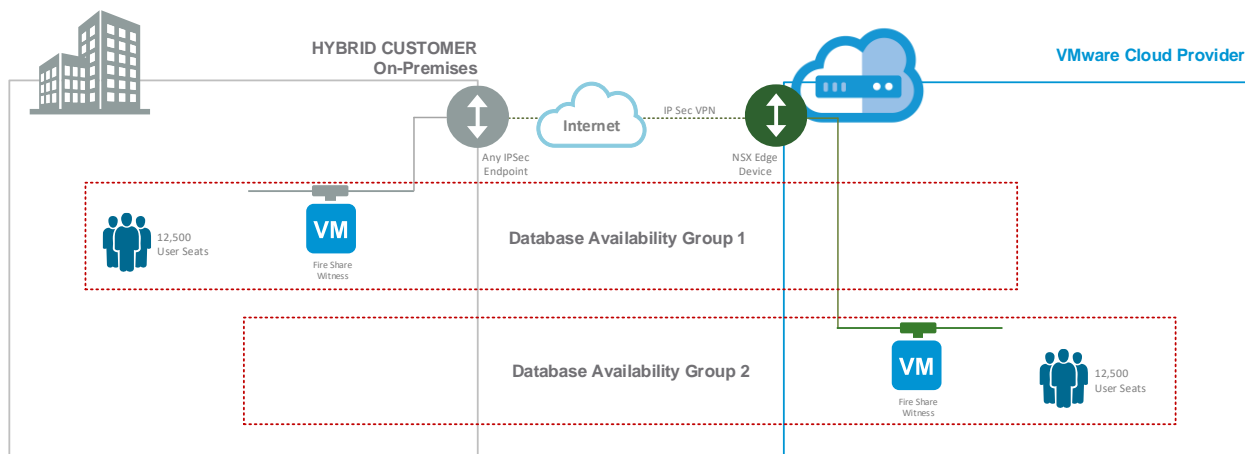 HYBRID CUSTOMER
On-Premises
VMware Cloud Provider
Internet
IP Sec VPN
Any IPSec
Endpoint
NSX Edge
Device
12,500
User Seats
VM
Fire Share
Witness
Database Availability Group 1
Database Availability Group 2
VM
Fire Share
Witness
12,500
User Seats